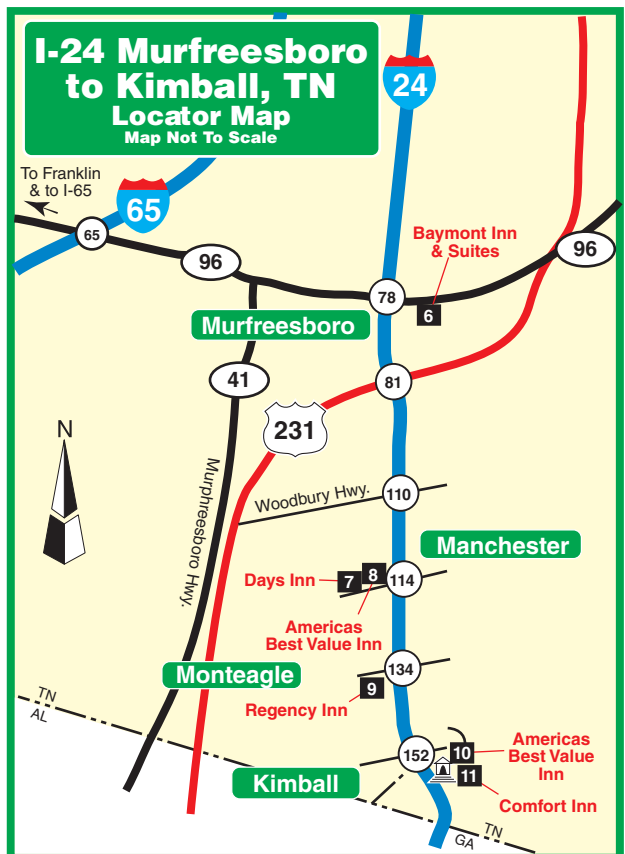 I-24 Murfreesboro
to Kimball, TN
Locator Map
Map Not To Scale
24
To Franklin
& to I-65
65
65
96
Baymont Inn
& Suites
96
78
6
Murfreesboro
41
81
231
N
Murphreesboro Hwy.
Woodbury Hwy.
110
Manchester
Days Inn
7
8
114
Americas
Best Value Inn
134
Monteagle
9
Regency Inn
TN
AL
152
10
Americas
Best Value
Inn
11
Kimball
Comfort Inn
TN
GA